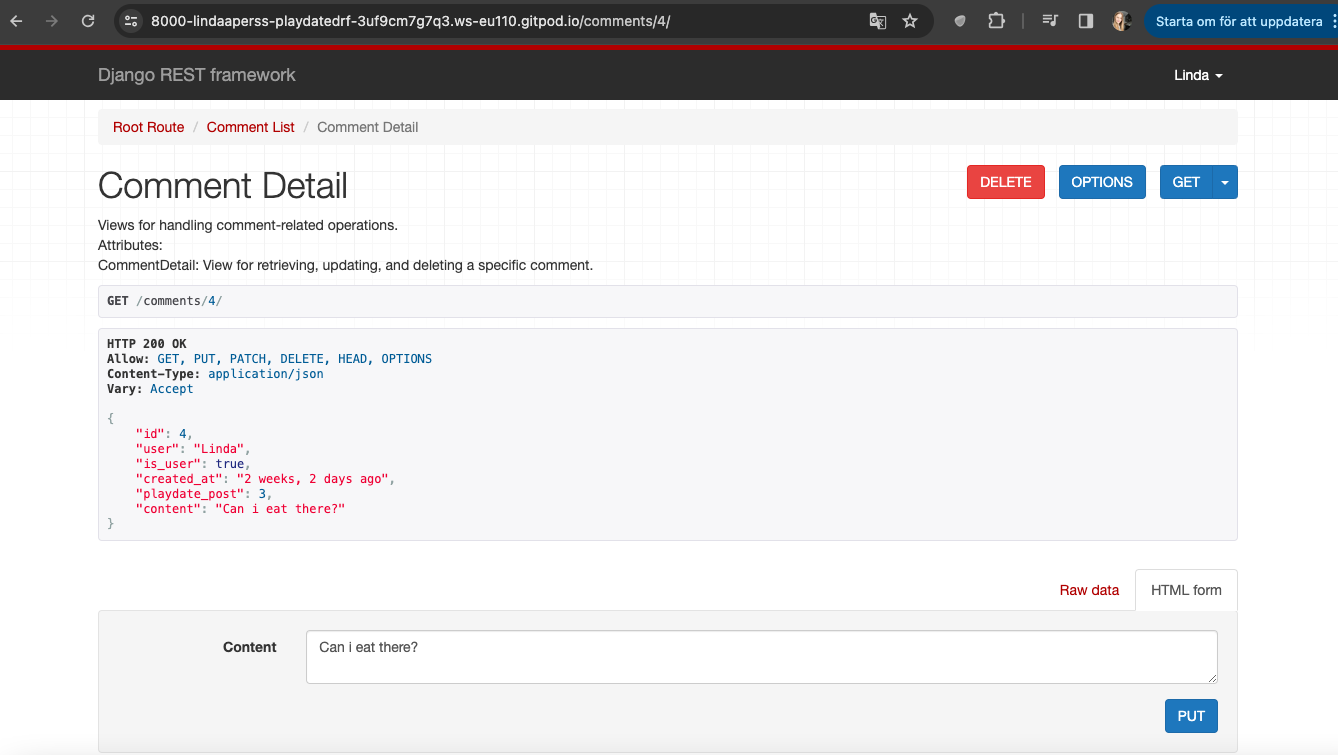 8000-lindaaperss-playdatedrf-3uf9cm7g7q3.ws-eu110.gitpod.io/comments/4/
Starta om för att uppdatera
Django REST framework
Linda
Root Route / Comment List / Comment Detail
Comment Detail
DELETE
OPTIONS
GET
Views for handling comment-related operations.
Attributes:
CommentDetail: View for retrieving, updating, and deleting a specific comment.
GET /comments/4/
HTTP 200 OK
Allow: GET, PUT, PATCH, DELETE, HEAD, OPTIONS
Content-Type: application/json
Vary: Accept
{
    "id": 4,
    "user": "Linda",
    "is_user": true,
    "created_at": "2 weeks, 2 days ago",
    "playdate_post": 3,
    "content": "Can i eat there?"
}
Raw data
HTML form
Content
Can i eat there?
PUT